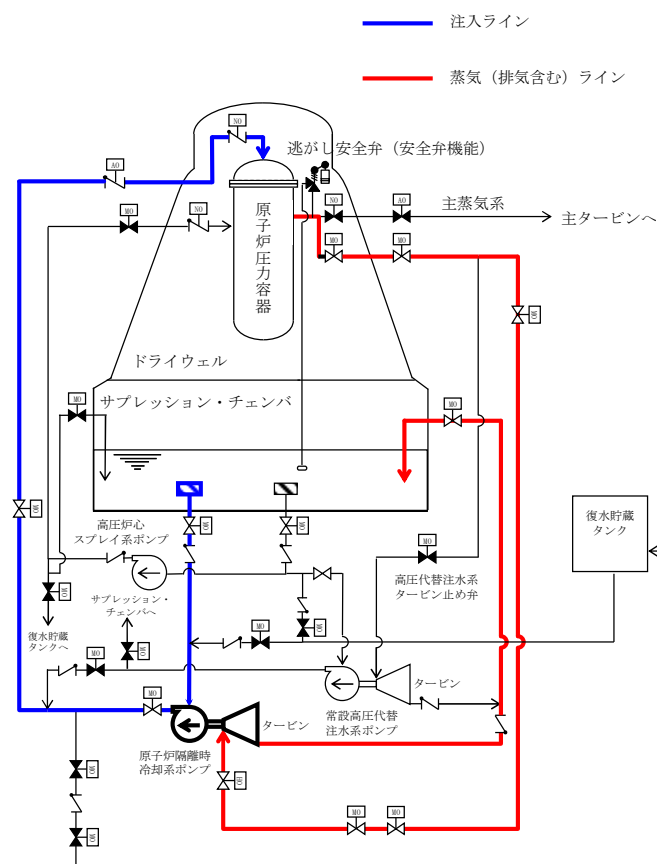 注入ライン
蒸気（排気含む）ライン
NO
逃がし安全弁（安全弁機能）
AO
NO
MO
NO
AO
主蒸気系
主タービンへ
原子炉圧力容器
MO
MO
MO
ドライウェル
サプレッション・チェンバ
MO
MO
MO
復水貯蔵
タンク
高圧炉心
スプレイ系ポンプ
MO
MO
MO
高圧代替注水系
タービン止め弁
サプレッション・
チェンバへ
MO
復水貯蔵
タンクへ
MO
MO
MO
MO
タービン
MO
常設高圧代替
注水系ポンプ
タービン
原子炉隔離時
冷却系ポンプ
MO
HO
MO
MO
MO